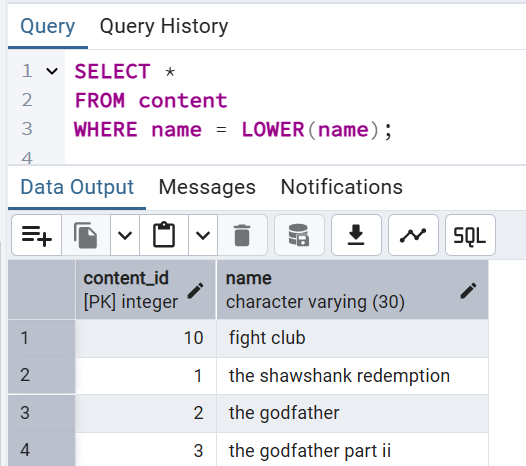 Query Query History
1 SELECT *
2 FROM content
3 WHERE name = LOWER(name);
4
Data Output Messages Notifications
SQL
content_id name
[PK] integer character varying (30)
1 10 fight club
2 1 the shawshank redemption
3 2 the godfather
4 3 the godfather part ii